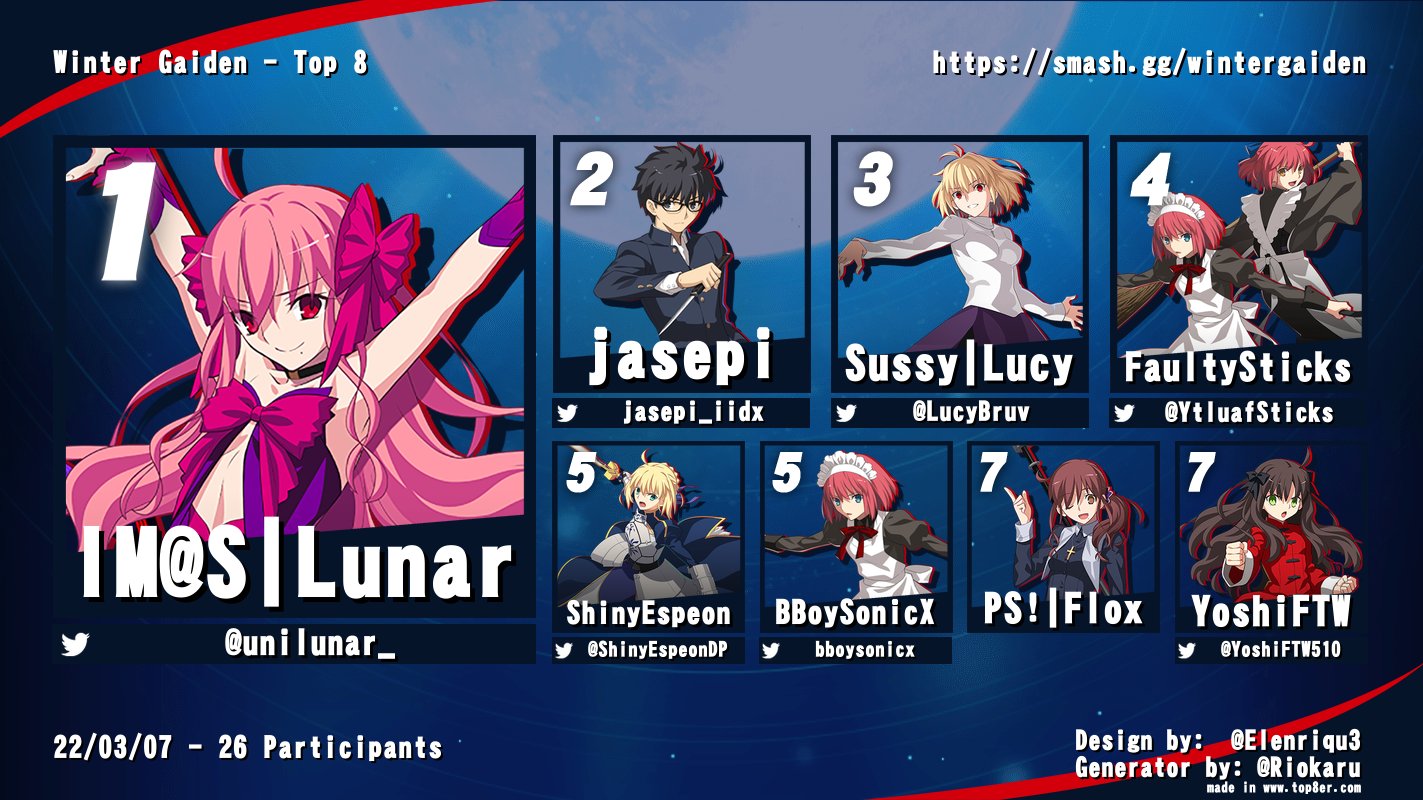 Winter Gaiden - Top 8
https://smash.gg/wintergaiden
1
IM@S|Lunar
@unilunar_
2
jasepi
jasepi_iidx
3
Sussy|Lucy
@LucyBruv
4
FaultySticks
@YtluafSticks
5
ShinyEspeon
@ShinyEspeonDP
5
BBoySonicX
bboysonicx
7
PS!|Flox
7
YoshiFTW
@YoshiFTW510
22/03/07 - 26 Participants
Design by: @Elenriqu3
Generator by: @Riokaru
made in www.top8er.com